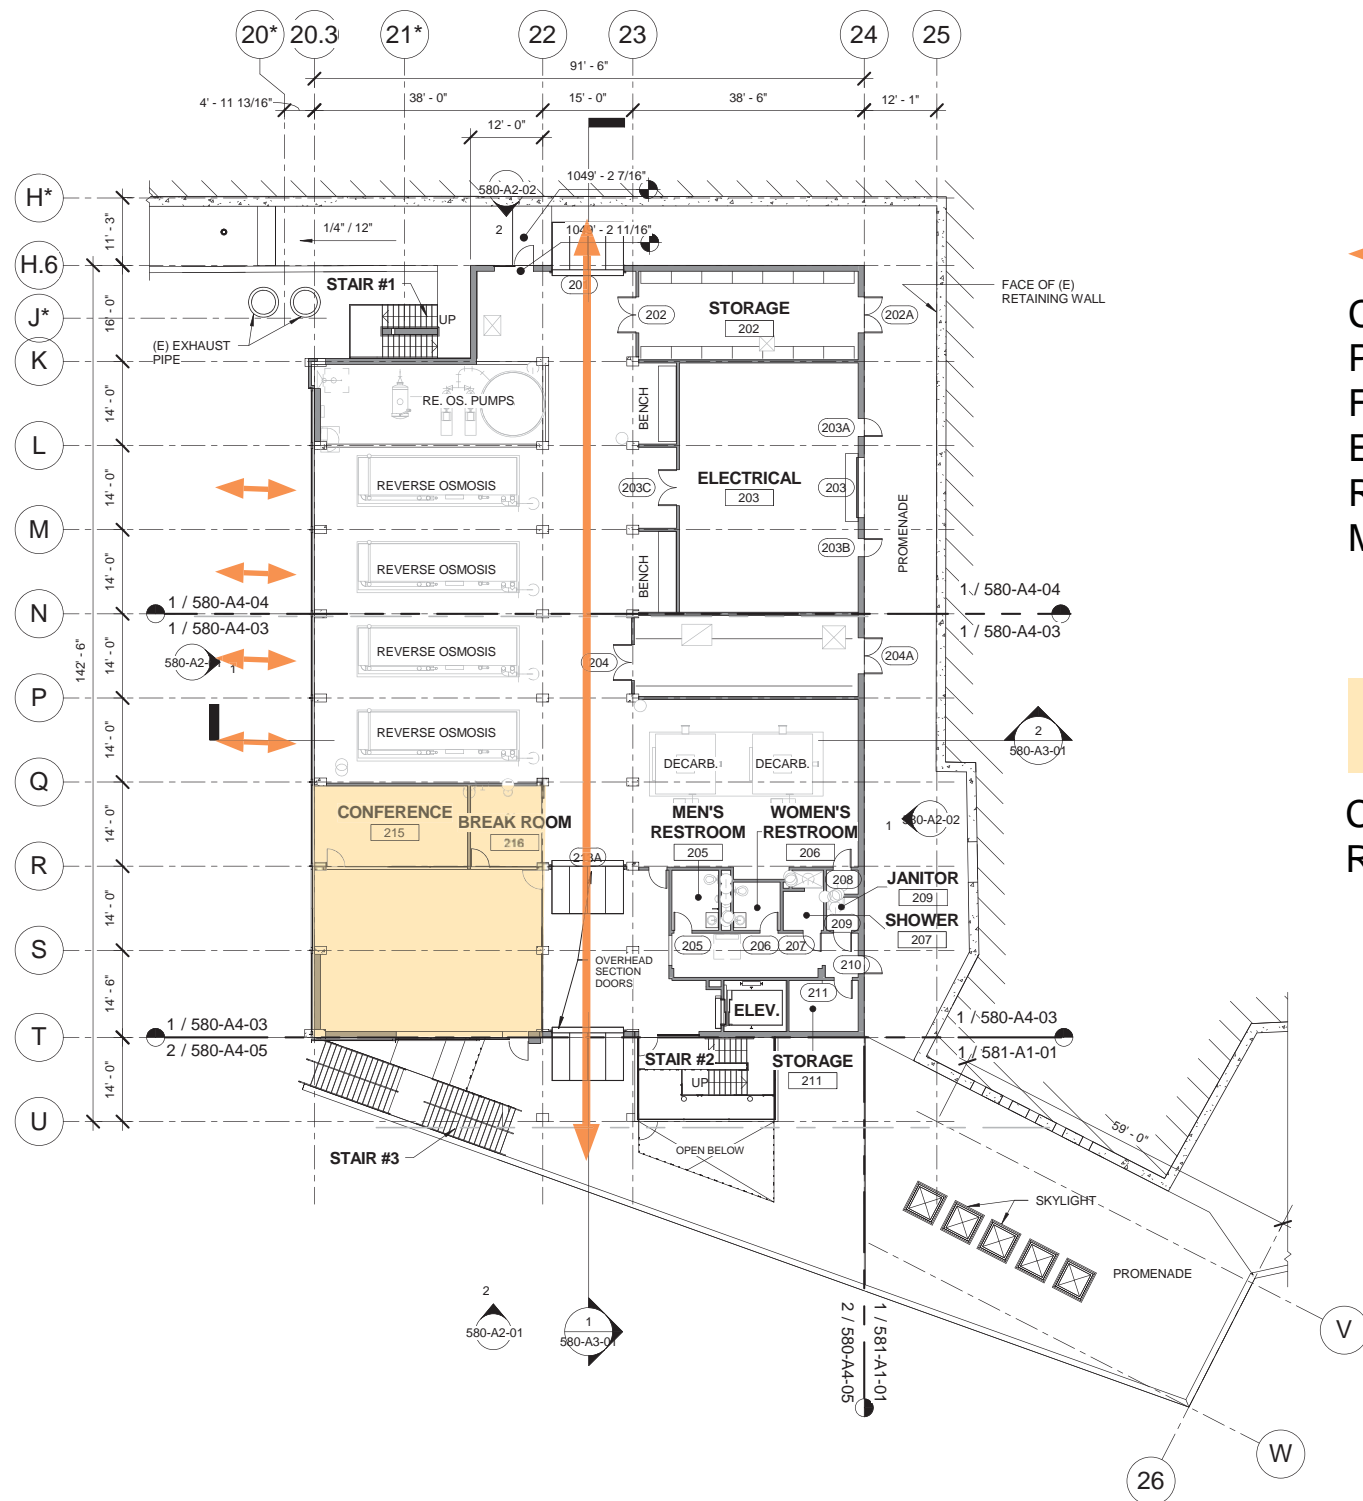 20*
20.3
21*
22
23
24
25
91' - 6"
4' - 11 13/16"
38' - 0"
15' - 0"
38' - 6"
12' - 1"
12' - 0"
H*
H.6
J*
K
L
M
N
P
Q
R
S
T
U
11' - 3"
16' - 0"
14' - 0"
14' - 0"
14' - 0"
14' - 0"
14' - 0"
14' - 0"
14' - 0"
14' - 6"
14' - 0"
142' - 6"
580-A2-02
2
1049' - 2 7/16"
1049' - 2 11/16"
1/4" / 12"
STAIR #1
UP
(E) EXHAUST
PIPE
STORAGE
202
202
202A
FACE OF (E)
RETAINING WALL
RE. OS. PUMPS
BENCH
203A
REVERSE OSMOSIS
203C
ELECTRICAL
203
203
PROMENADE
REVERSE OSMOSIS
BENCH
203B
1 / 580-A4-04
1 / 580-A4-03
1 / 580-A4-04
1 / 580-A4-03
580-A2-
1
REVERSE OSMOSIS
204
204A
REVERSE OSMOSIS
DECARB.
DECARB.
2
580-A3-01
CONFERENCE
215
BREAK ROOM
216
MEN'S
RESTROOM
205
WOMEN'S
RESTROOM
206
1
580-A2-02
213A
208
JANITOR
209
209
SHOWER
207
205
206
207
210
OVERHEAD
SECTION
DOORS
211
ELEV.
1 / 580-A4-03
2 / 580-A4-05
1 / 580-A4-03
1 / 581-A1-01
STAIR #2
UP
STORAGE
211
STAIR #3
OPEN BELOW
59' - 0"
SKYLIGHT
PROMENADE
2
580-A2-01
1
580-A3-01
1 / 581-A1-01
2 / 580-A4-05
V
W
26